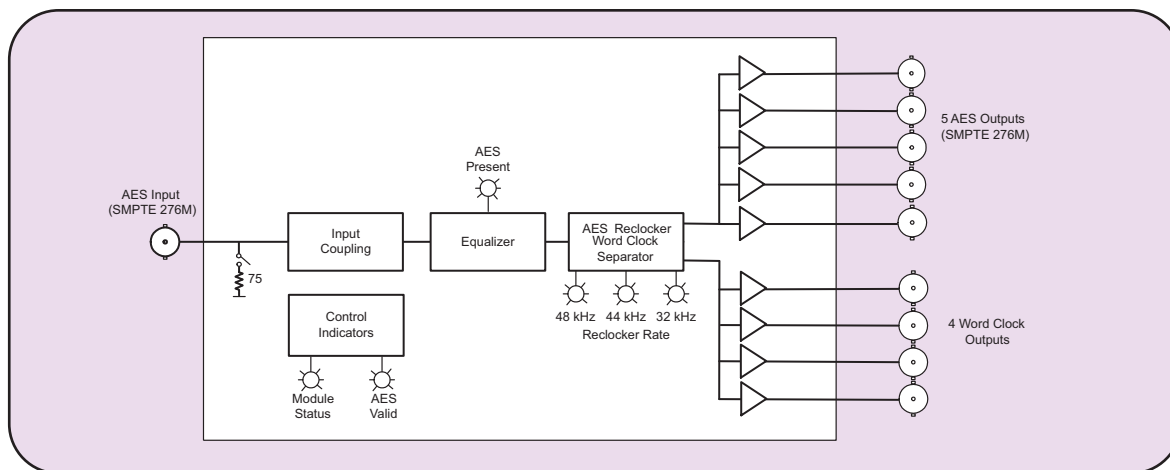 AES Input
(SMPTE 276M)
75
Input
Coupling
AES
Present
Equalizer
AES Reclocker
Word Clock
Separator
48 kHz
44 kHz
32 kHz
Reclocker Rate
Control
Indicators
Module
Status
AES
Valid
5 AES Outputs
(SMPTE 276M)
4 Word Clock
Outputs